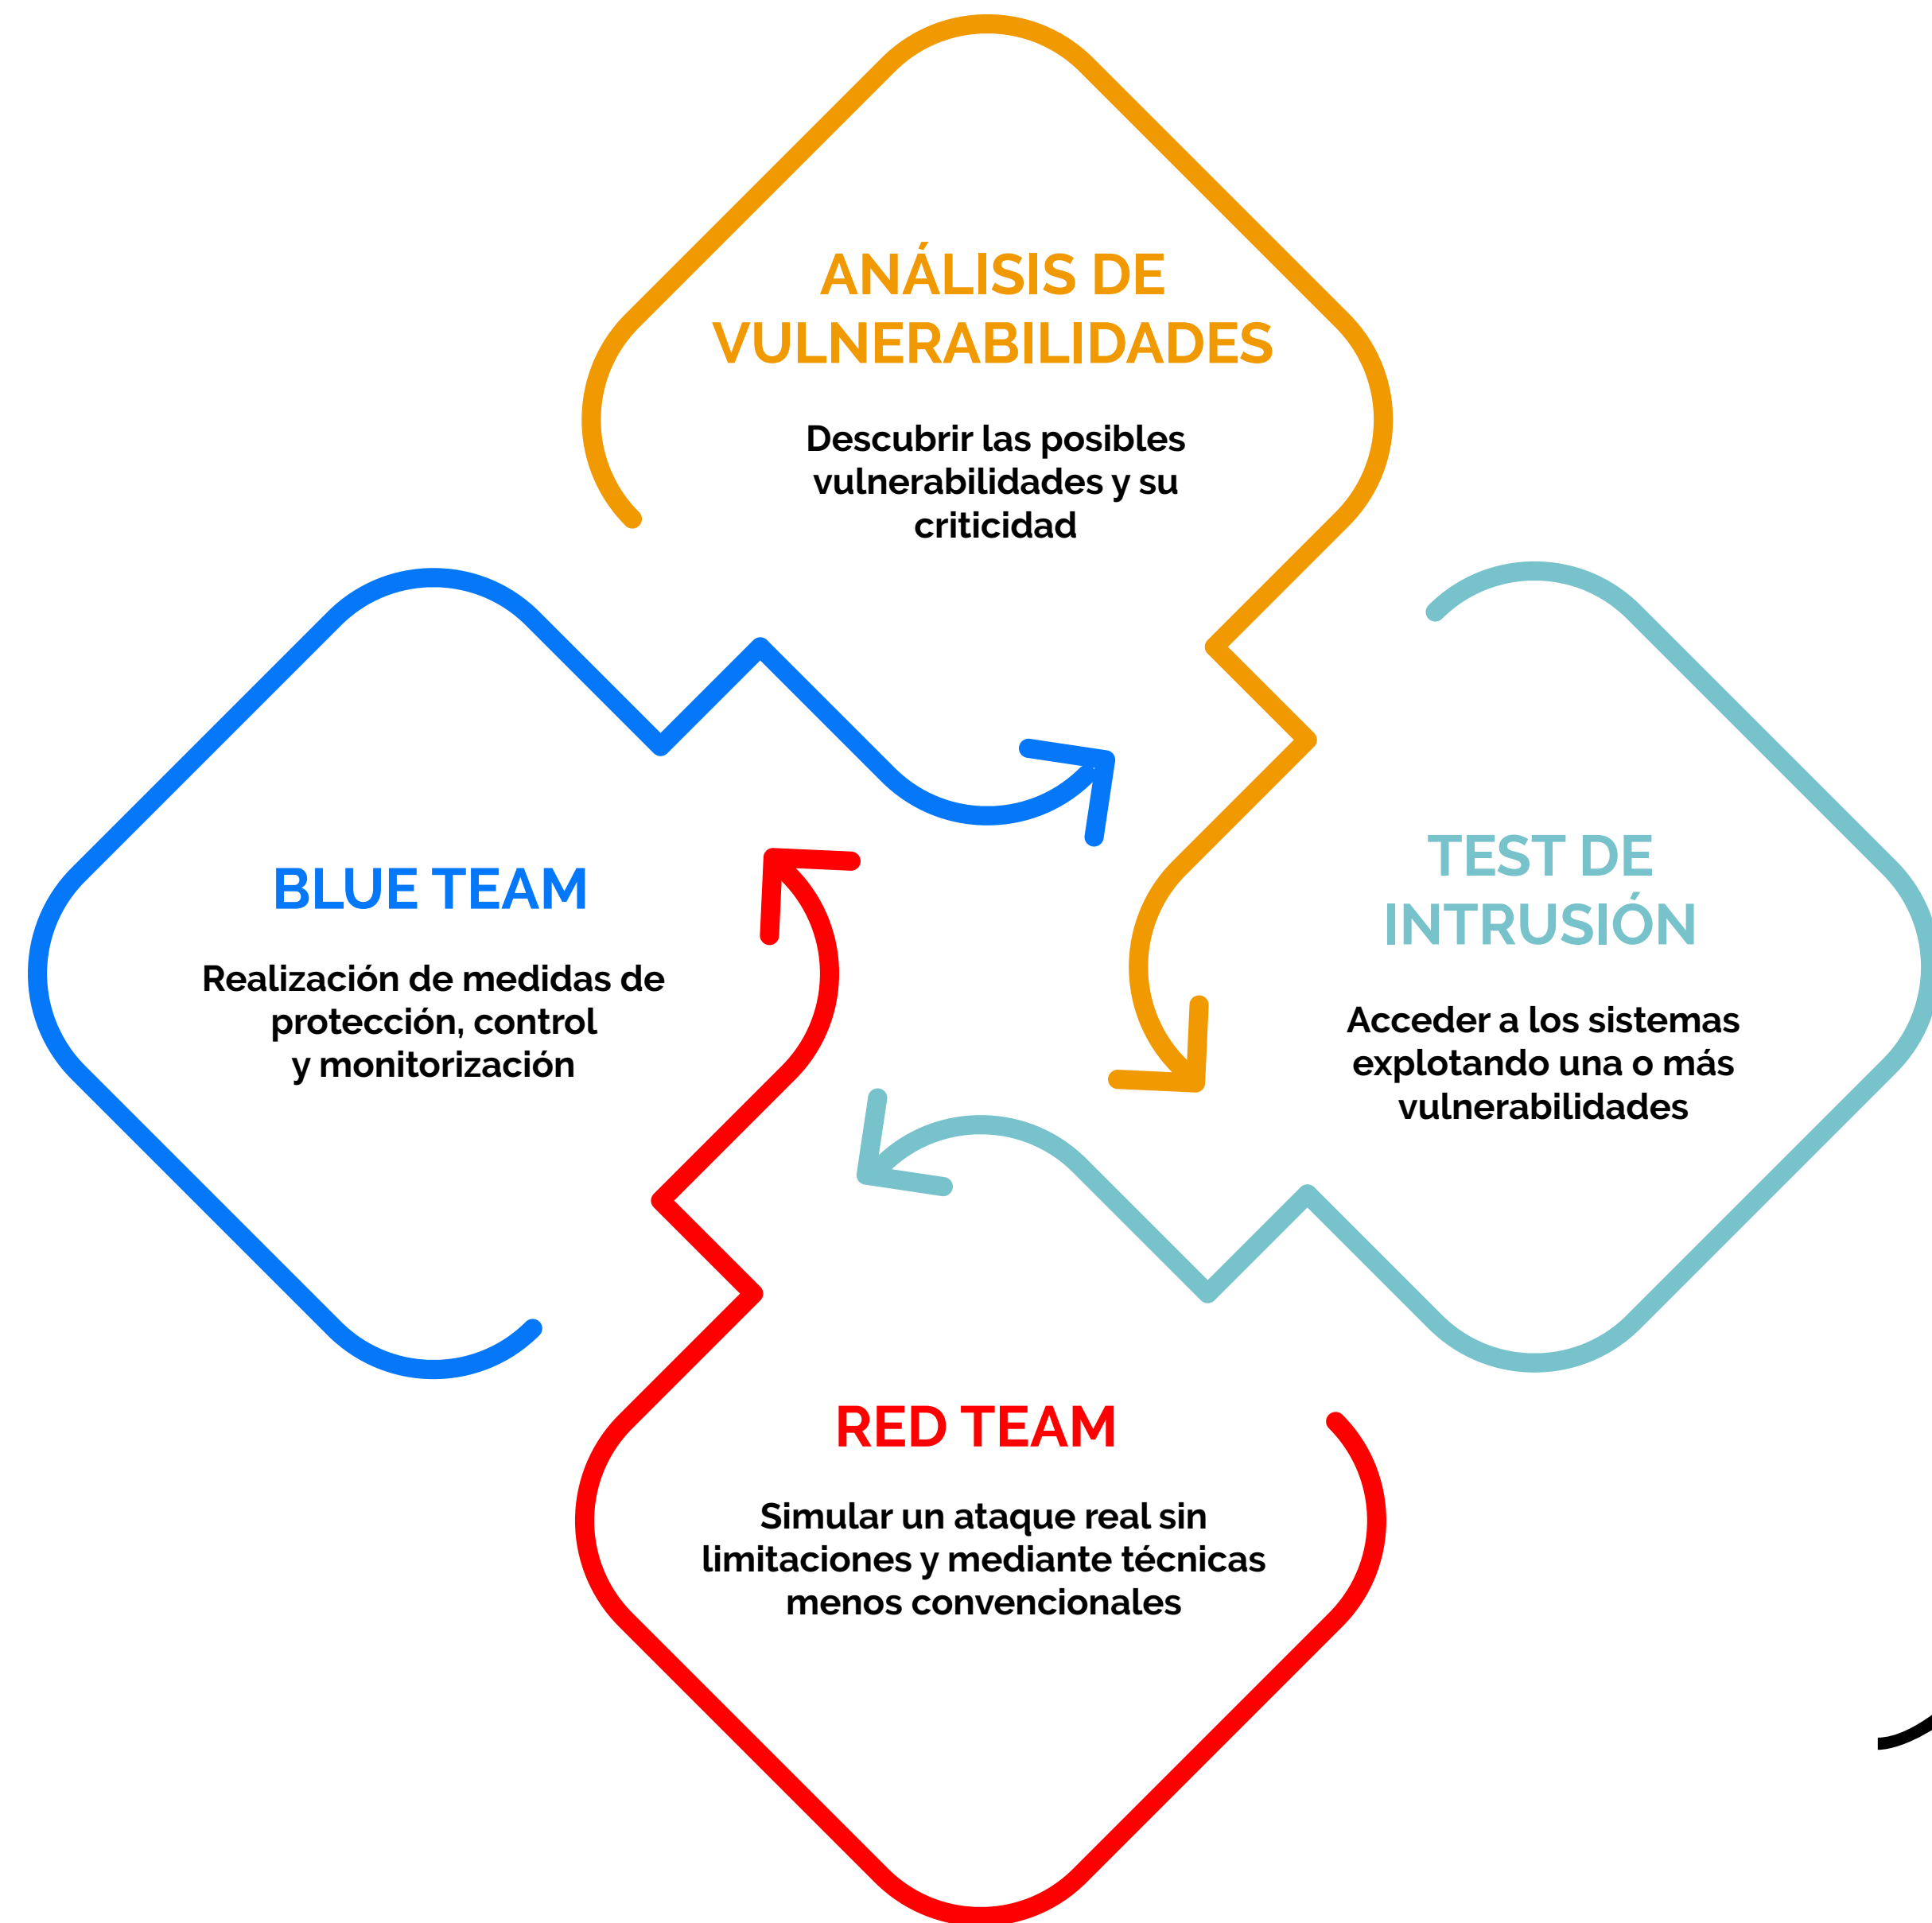 ANÁLISIS DE
VULNERABILIDADES
Descubrir las posibles
vulnerabilidades y su
criticidad
BLUE TEAM
Realización de medidas de
protección, control
y monitorización
TEST DE
INTRUSIÓN
Acceder a los sistemas
explotando una o más
vulnerabilidades
RED TEAM
Simular un ataque real sin
limitaciones y mediante técnicas
menos convencionales